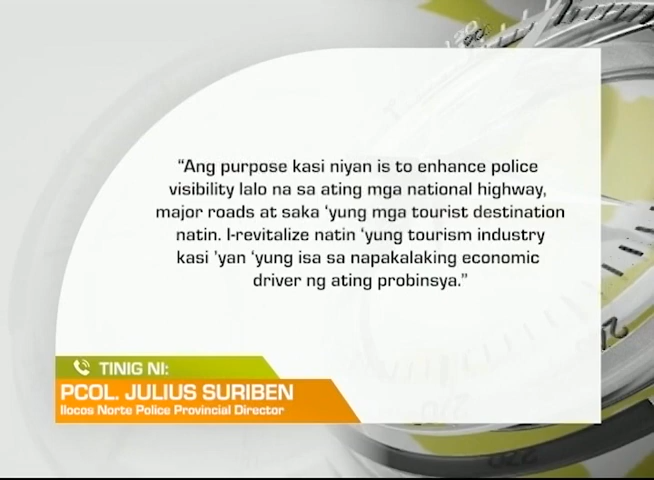 “Ang purpose kasi niyan is to enhance police
visibility lalo na sa ating mga national highway,
major roads at saka ‘yung mga tourist destination
natin. I-revitalize natin ‘yung tourism industry
kasi ’yan ‘yung isa sa napakalaking economic
driver ng ating probinsya.”
TINIG NI:
PCOL. JULIUS SURIBEN
Ilocos Norte Police Provincial Director